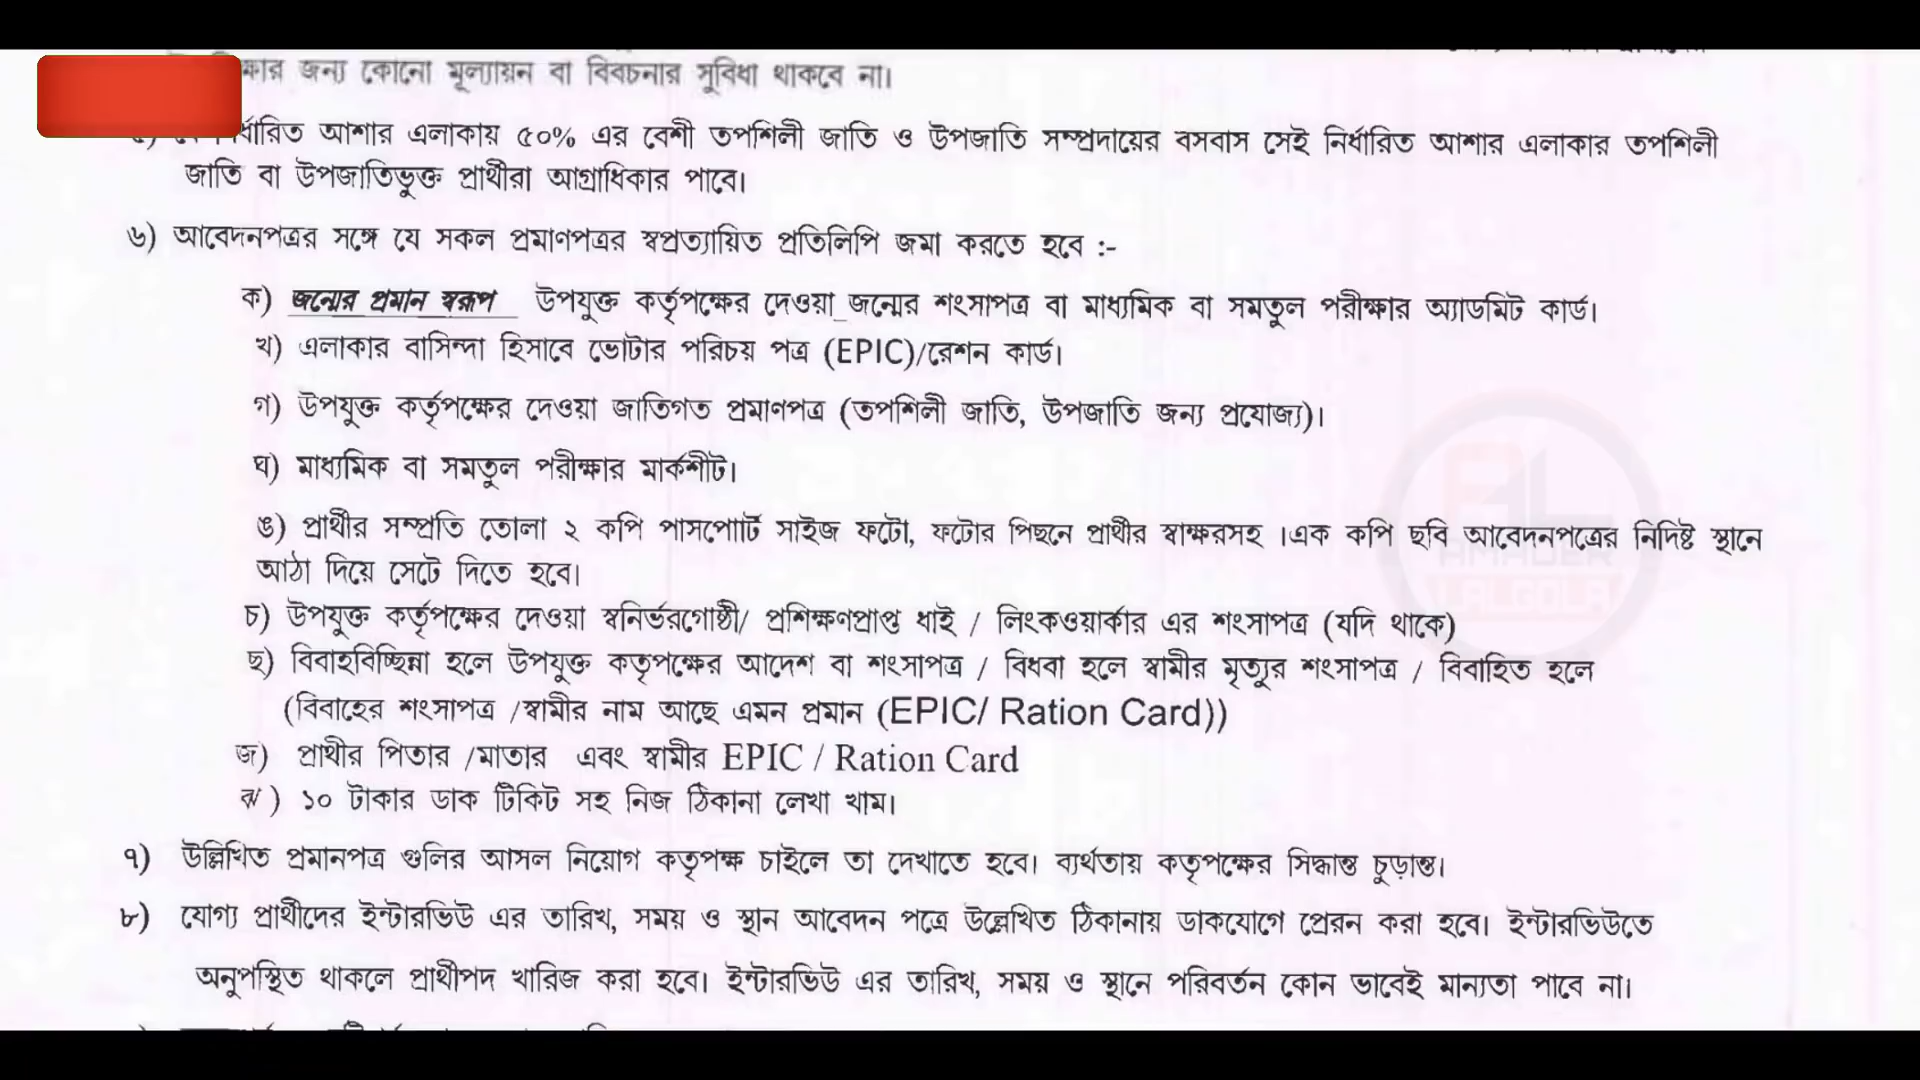 জন্য কোনো মূল্যায়ন বা বিবচনার সুবিধা থাকবে না।
আশার এলাকায় ৫০% এর বেশী তপশিলী জাতি ও উপজাতি সম্প্রদায়ের বসবাস সেই নির্ধারিত আশার এলাকার তপশিলী
জাতি বা উপজাতিভুক্ত প্রার্থীরা আগ্রাধিকার পাবে।
৬) আবেদনপত্রর সঙ্গে যে সকল প্রমাণপত্রর স্বপ্রত্যায়িত প্রতিলিপি জমা করতে হবে :-
ক) জন্মের প্রমান স্বরূপ উপযুক্ত কর্তৃপক্ষের দেওয়া জন্মের শংসাপত্র বা মাধ্যমিক বা সমতুল পরীক্ষার অ্যাডমিট কার্ড।
খ) এলাকার বাসিন্দা হিসাবে ভোটার পরিচয় পত্র (EPIC)/রেশন কার্ড।
গ) উপযুক্ত কর্তৃপক্ষের দেওয়া জাতিগত প্রমাণপত্র (তপশিলী জাতি, উপজাতি জন্য প্রযোজ্য)।
ঘ) মাধ্যমিক বা সমতুল পরীক্ষার মার্কশীট।
ঙ) প্রার্থীর সম্প্রতি তোলা ২ কপি পাসপোর্ট সাইজ ফটো, ফটোর পিছনে প্রার্থীর স্বাক্ষরসহ ।এক কপি ছবি আবেদনপত্রের নিদিষ্ট স্থানে
আঠা দিয়ে সেটে দিতে হবে।
চ) উপযুক্ত কর্তৃপক্ষের দেওয়া স্বনির্ভরগোষ্ঠী/ প্রশিক্ষণপ্রাপ্ত ধাই / লিংকওয়ার্কার এর শংসাপত্র (যদি থাকে)
ছ) বিবাহবিচ্ছিন্না হলে উপযুক্ত কতৃপক্ষের আদেশ বা শংসাপত্র / বিধবা হলে স্বামীর মৃত্যুর শংসাপত্র / বিবাহিত হলে
(বিবাহের শংসাপত্র /স্বামীর নাম আছে এমন প্রমান (EPIC/ Ration Card))
জ) প্রার্থীর পিতার /মাতার এবং স্বামীর EPIC / Ration Card
ঝ ) ১০ টাকার ডাক টিকিট সহ নিজ ঠিকানা লেখা খাম।
৭) উল্লিখিত প্রমানপত্র গুলির আসল নিয়োগ কতৃপক্ষ চাইলে তা দেখাতে হবে। ব্যর্থতায় কতৃপক্ষের সিদ্ধান্ত চুড়ান্ত।
৮) যোগ্য প্রার্থীদের ইন্টারভিউ এর তারিখ, সময় ও স্থান আবেদন পত্রে উল্লেখিত ঠিকানায় ডাকযোগে প্রেরন করা হবে। ইন্টারভিউতে
অনুপস্থিত থাকলে প্রার্থীপদ খারিজ করা হবে। ইন্টারভিউ এর তারিখ, সময় ও স্থানে পরিবর্তন কোন ভাবেই মান্যতা পাবে না।
AMADER
LALGOLA